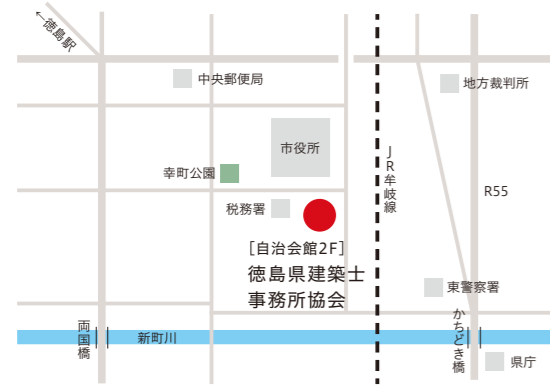 ←徳島駅
中央郵便局
地方裁判所
市役所
幸町公園
JR牟岐線
税務署
R55
[自治会館2F]
徳島県建築士
事務所協会
東警察署
両国橋
新町川
かちどき橋
県庁